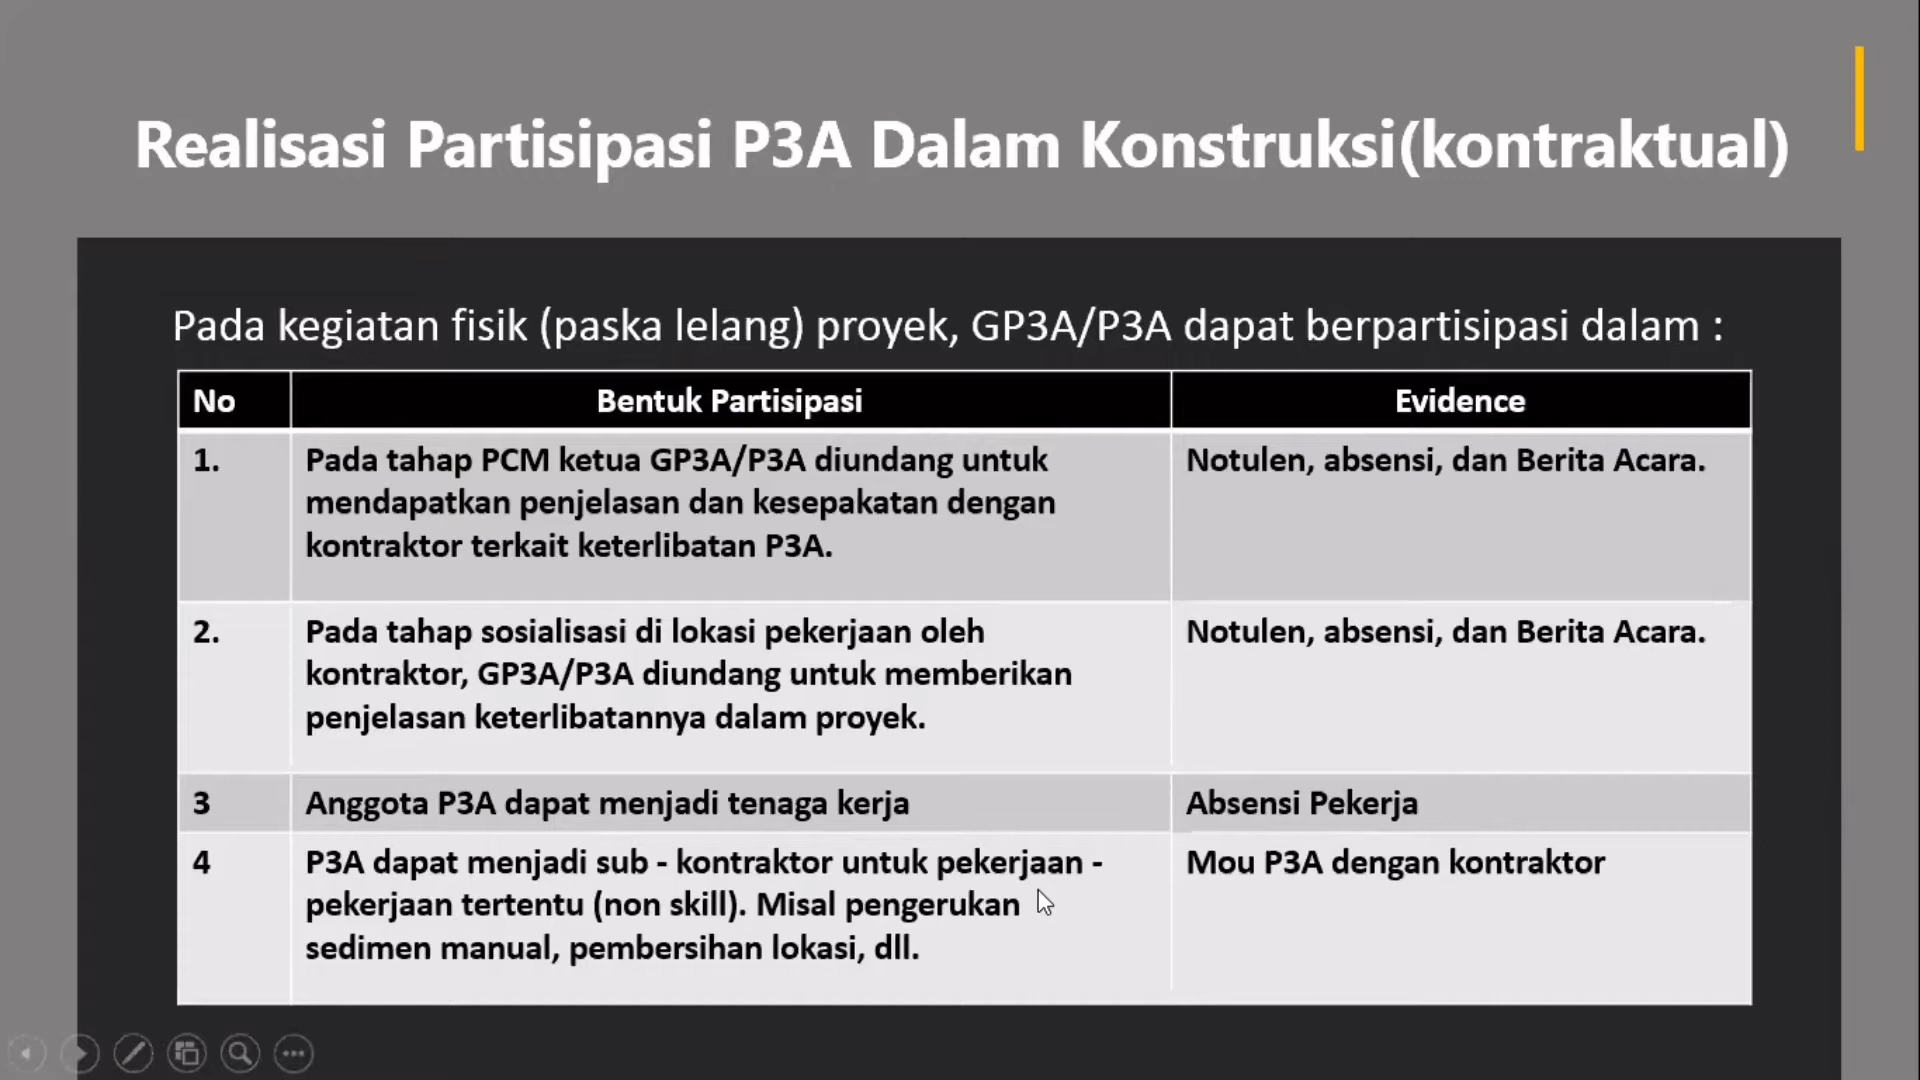 Realisasi Partisipasi P3A Dalam Konstruksi(kontraktual)
Pada kegiatan fisik (paska lelang) proyek, GP3A/P3A dapat berpartisipasi dalam :
No Bentuk Partisipasi Evidence
1. Pada tahap PCM ketua GP3A/P3A diundang untuk Notulen, absensi, dan Berita Acara.
mendapatkan penjelasan dan kesepakatan dengan
kontraktor terkait keterlibatan P3A.
2. Pada tahap sosialisasi di lokasi pekerjaan oleh Notulen, absensi, dan Berita Acara.
kontraktor, GP3A/P3A diundang untuk memberikan
penjelasan keterlibatannya dalam proyek.
3 Anggota P3A dapat menjadi tenaga kerja Absensi Pekerja
4 P3A dapat menjadi sub - kontraktor untuk pekerjaan - Mou P3A dengan kontraktor
pekerjaan tertentu (non skill). Misal pengerukan
sedimen manual, pembersihan lokasi, dll.